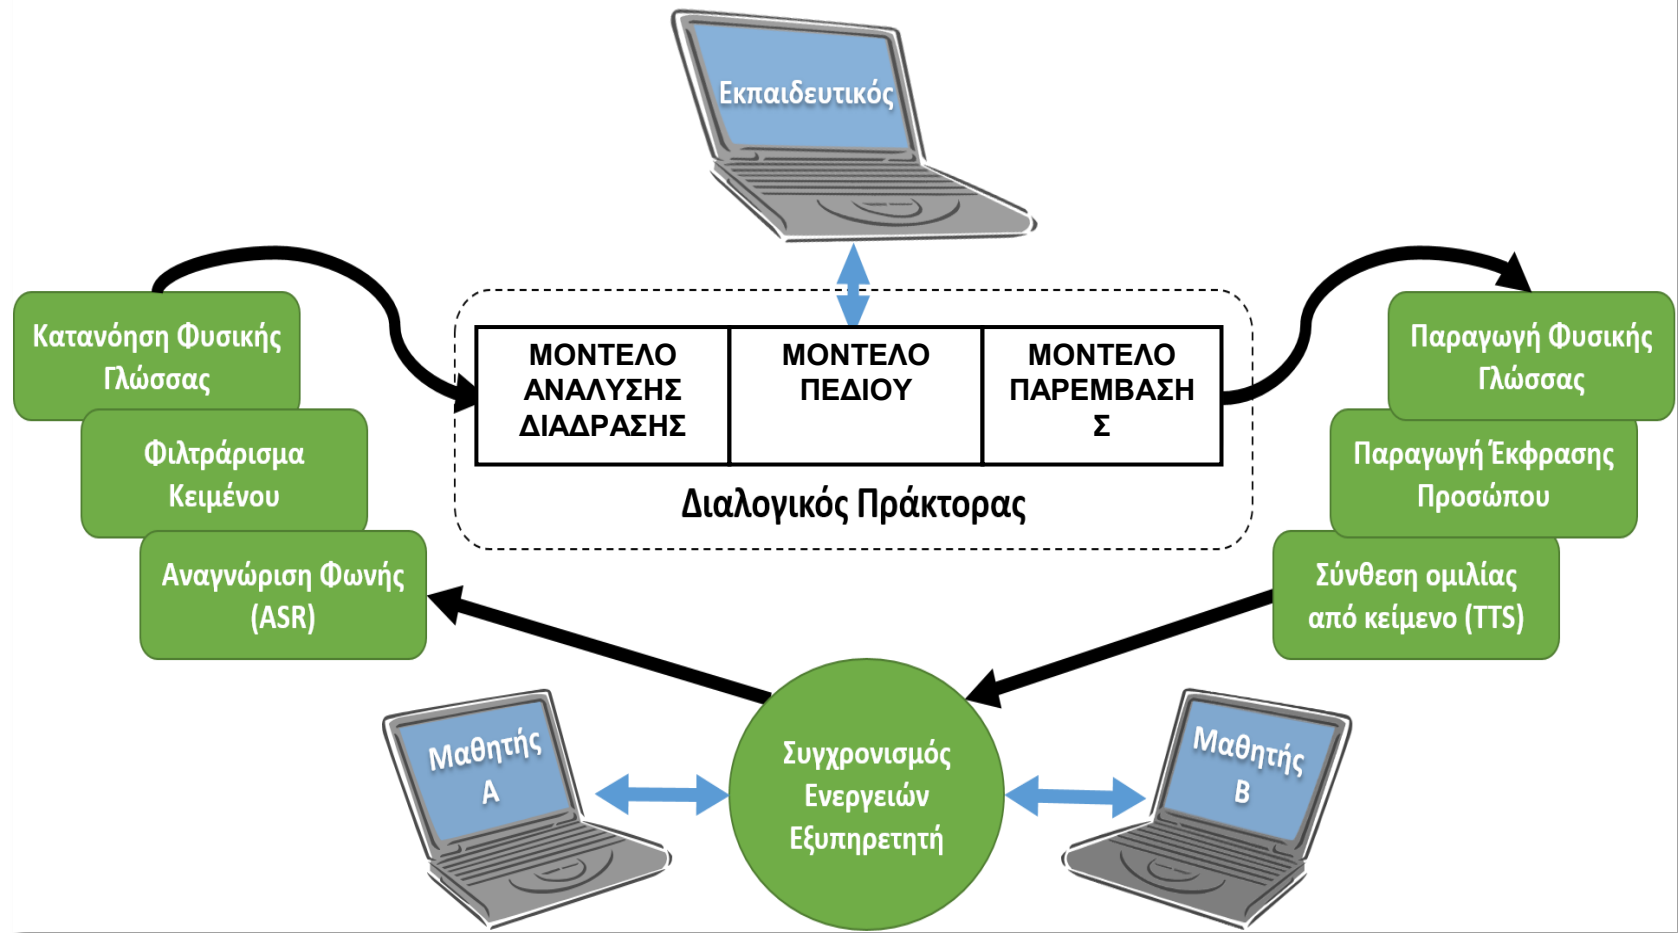 Εκπαιδευτικός
Κατανόηση Φυσικής
Γλώσσας
Φιλτράρισμα
Κειμένου
Αναγνώριση Φωνής
(ASR)
ΜΟΝΤΕΛΟ
ΑΝΑΛΥΣΗΣ
ΔΙΑΔΡΑΣΗΣ
ΜΟΝΤΕΛΟ
ΠΕΔΙΟΥ
ΜΟΝΤΕΛΟ
ΠΑΡΕΜΒΑΣΗ
Σ
Διαλογικός Πράκτορας
Παραγωγή Φυσικής
Γλώσσας
Παραγωγή Έκφρασης
Προσώπου
Σύνθεση ομιλίας
από κείμενο (TTS)
Μαθητής
Α
Συγχρονισμός
Ενεργειών
Εξυπηρετητή
Μαθητής
Β